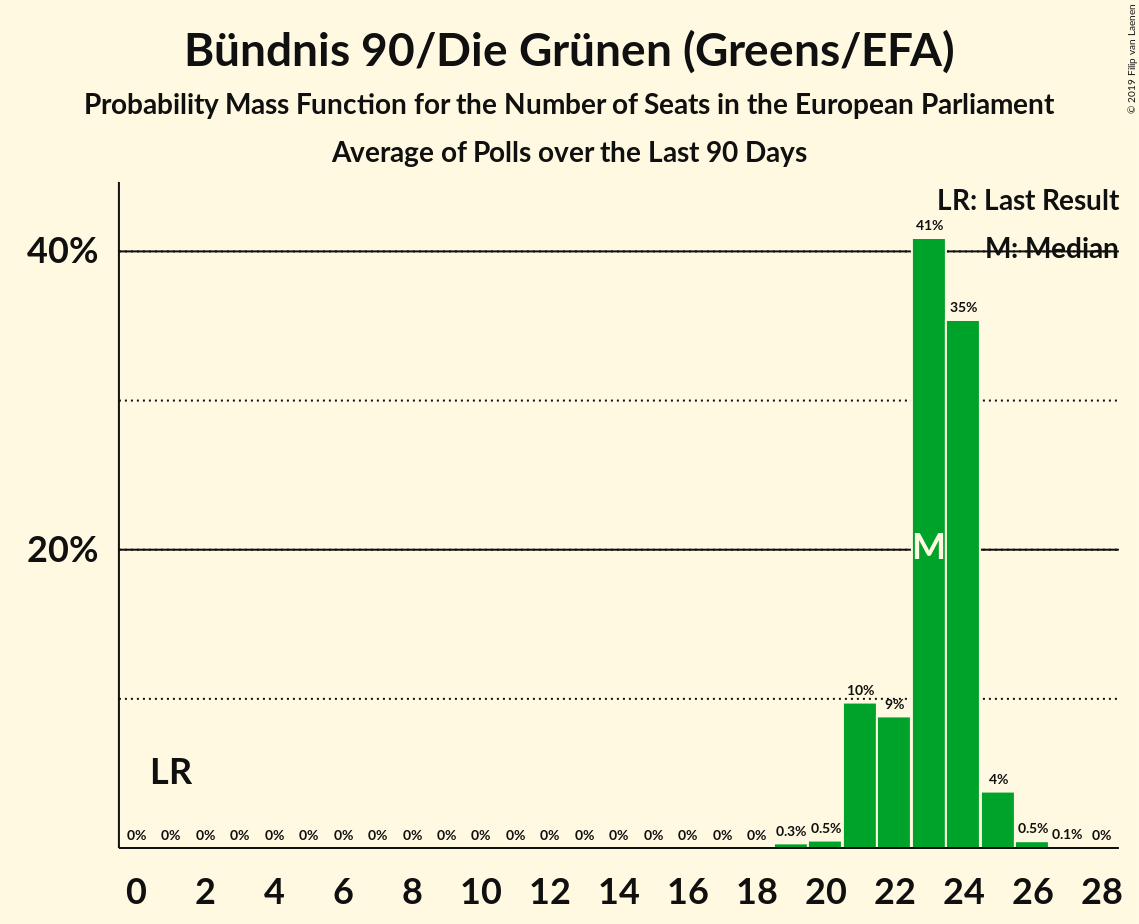 Bündnis 90/Die Grünen (Greens/EFA)
Probability Mass Function for the Number of Seats in the European Parliament
Average of Polls over the Last 90 Days
© 2019 Filip van Laenen
LR: Last Result
M: Median
40%
20%
41%
35%
M
10%
9%
4%
LR
0% 0% 0% 0% 0% 0% 0% 0% 0% 0% 0% 0% 0% 0% 0% 0% 0% 0% 0% 0.3% 0.5% 0.5% 0.1% 0%
0 2 4 6 8 10 12 14 16 18 20 22 24 26 28